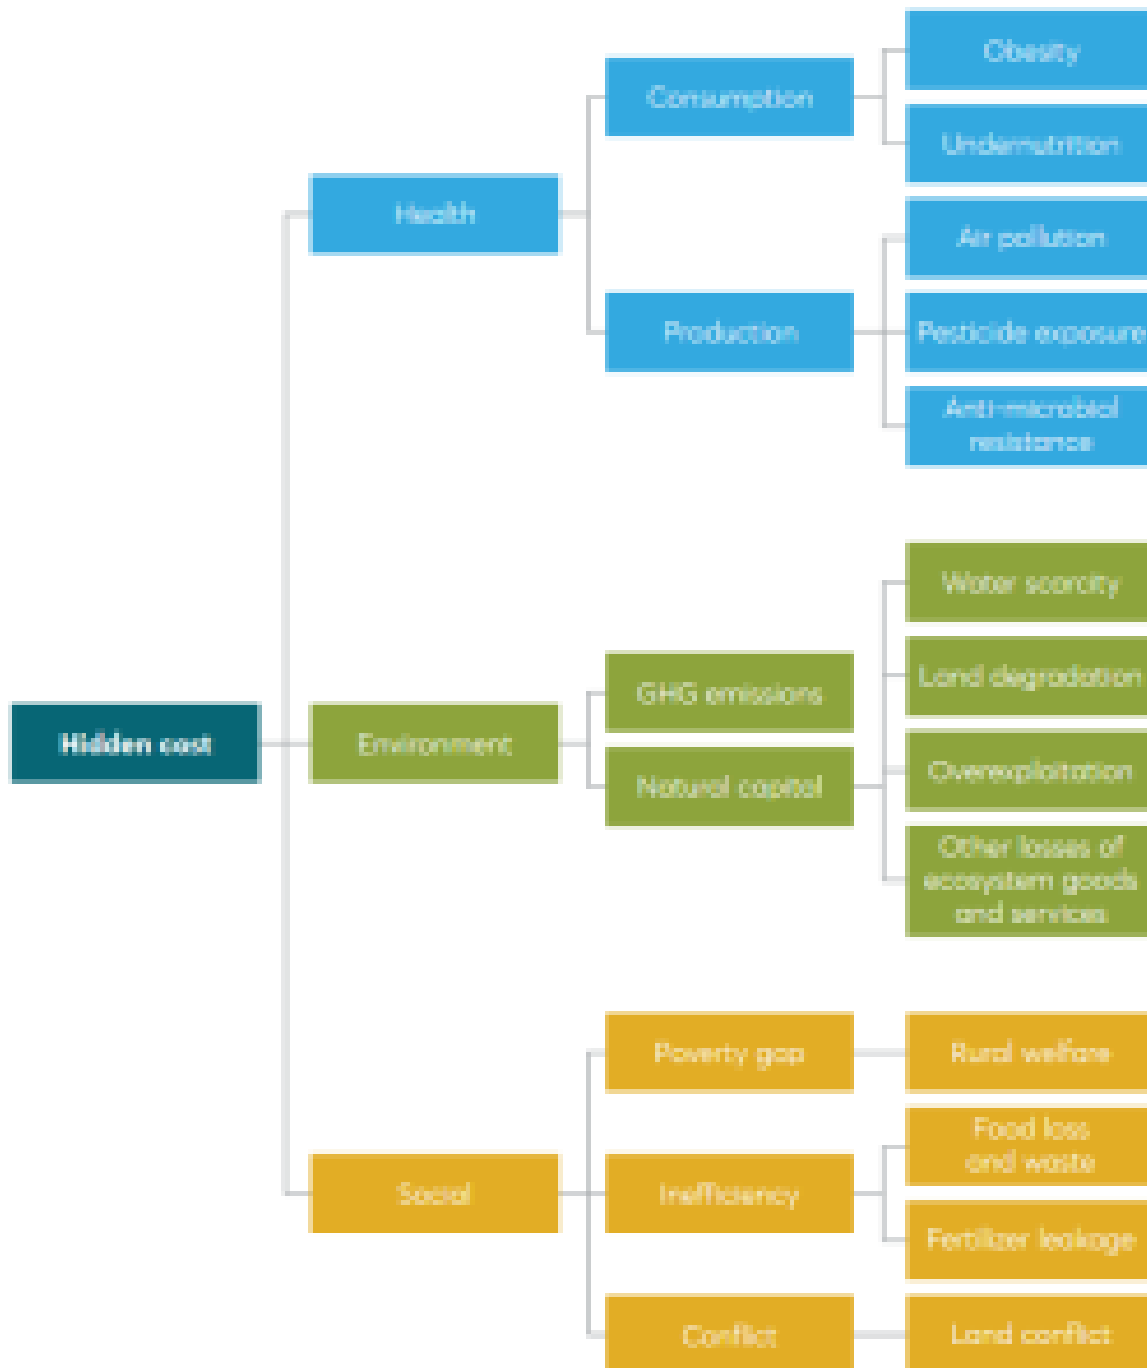 Obesity
Consumption
Undernutrition
Health
Air pollution
Production
Pesticide exposure
Anti-microbial
resistance
Water scarcity
Land degradation
GHG emissions
Hidden cost
Environment
Overexploitation
Natural capital
Other losses of
ecosystem goods
and services
Poverty gap
Rural welfare
Food loss
and waste
Social
Inefficiency
Fertilizer leakage
Conflict
Land conflict